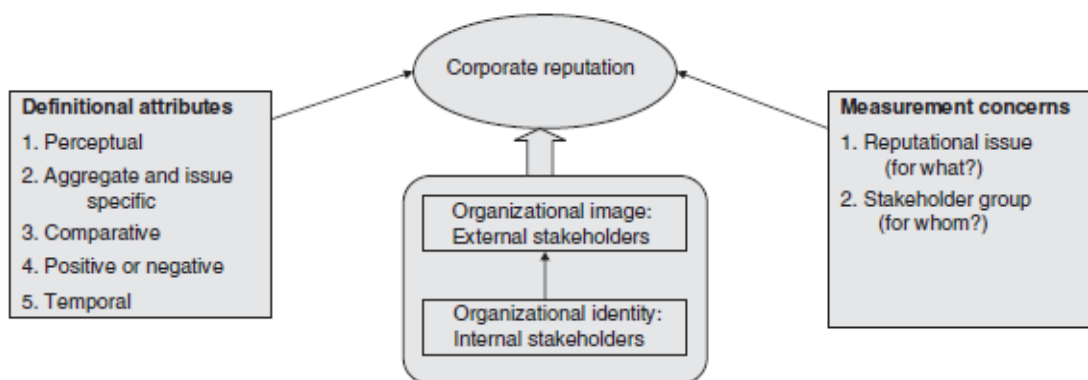 Corporate reputation
Definitional attributes
1. Perceptual
2. Aggregate and issue
specific
3. Comparative
4. Positive or negative
5. Temporal
Organizational image:
External stakeholders
Organizational identity:
Internal stakeholders
Measurement concerns
1. Reputational issue
(for what?)
2. Stakeholder group
(for whom?)